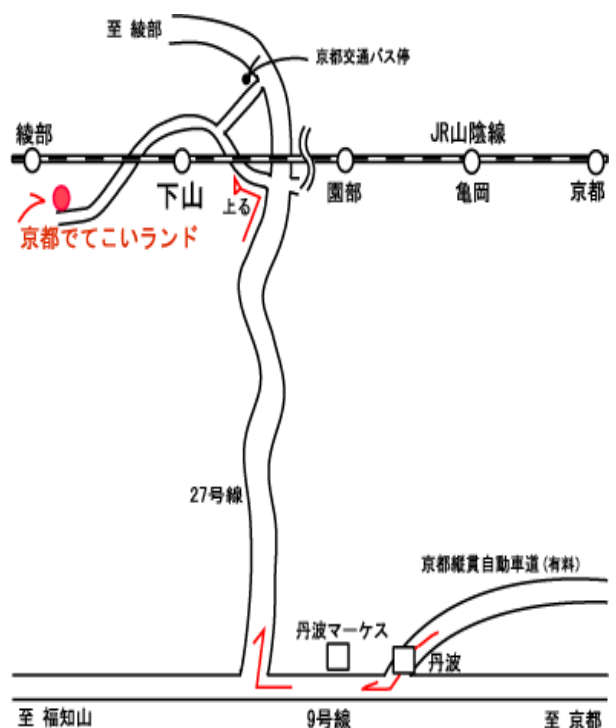 至 綾部
京都交通バス停
綾部
JR山陰線
下山
園部
亀岡
京都
上る
京都でてこいランド
27号線
京都縦貫自動車道(有料)
丹波マーケス
丹波
至 福知山
9号線
至 京都